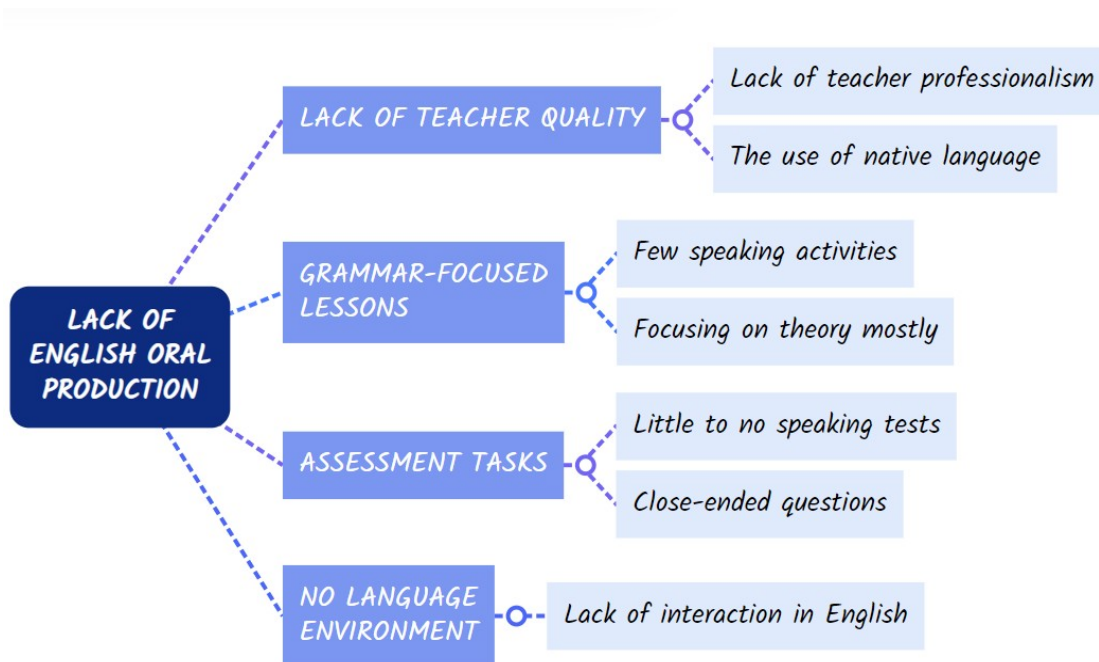 LACK OF
ENGLISH ORAL
PRODUCTION
LACK OF TEACHER QUALITY
Lack of teacher professionalism
The use of native language
GRAMMAR-FOCUSED
LESSONS
Few speaking activities
Focusing on theory mostly
ASSESSMENT TASKS
Little to no speaking tests
Close-ended questions
NO LANGUAGE
ENVIRONMENT
Lack of interaction in English